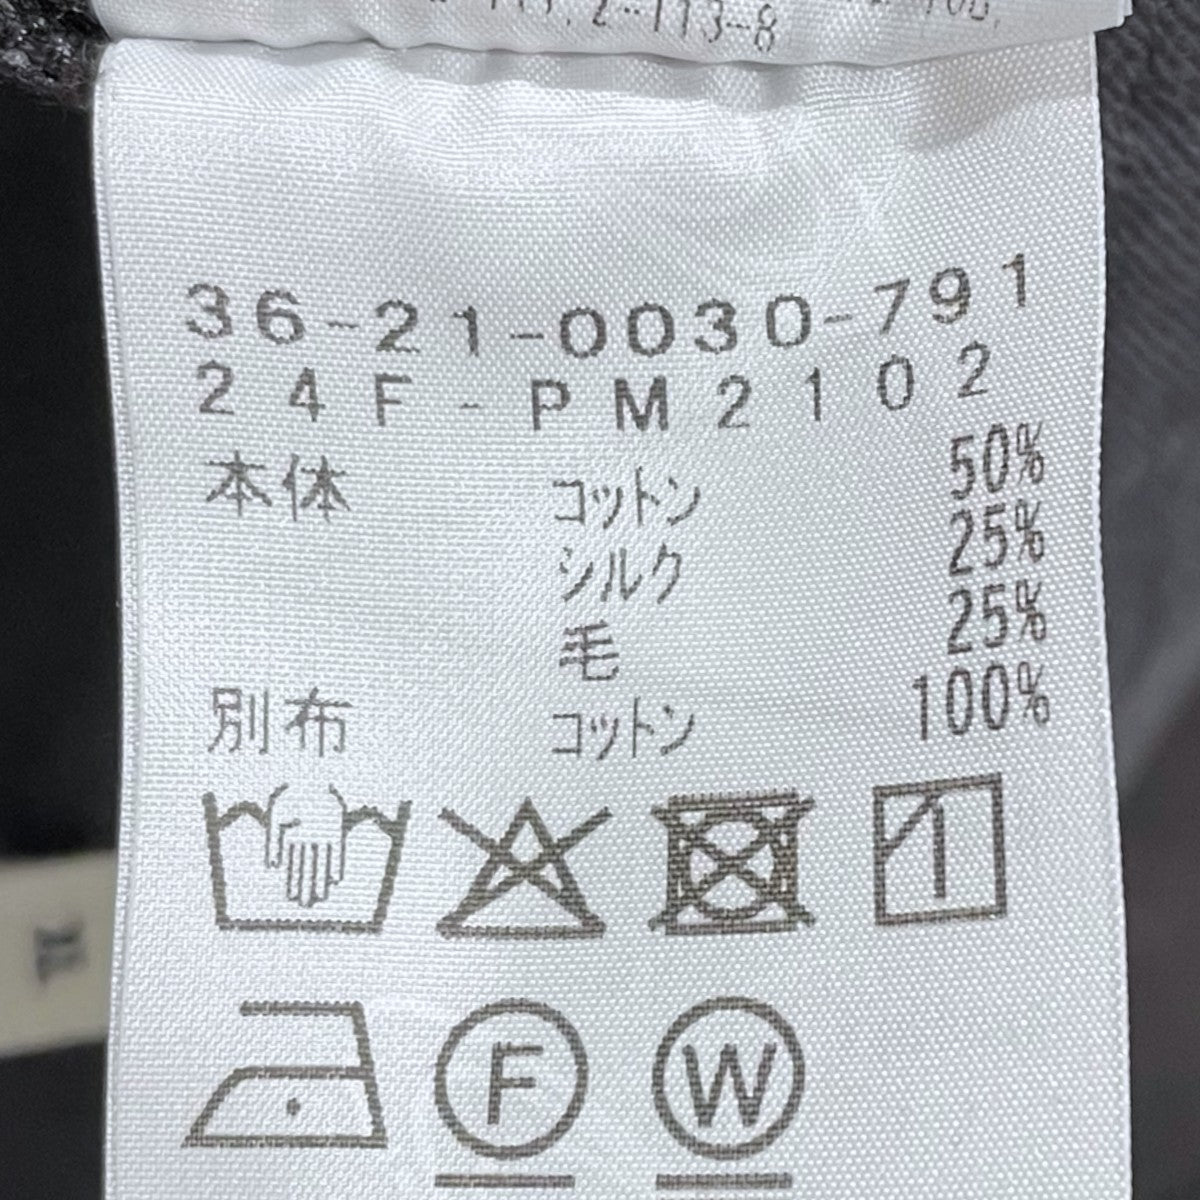 36-21-0030-791
24F-PM2102
本体 コットン 50%
シルク 25%
毛 25%
別布 コットン 100%
F
W